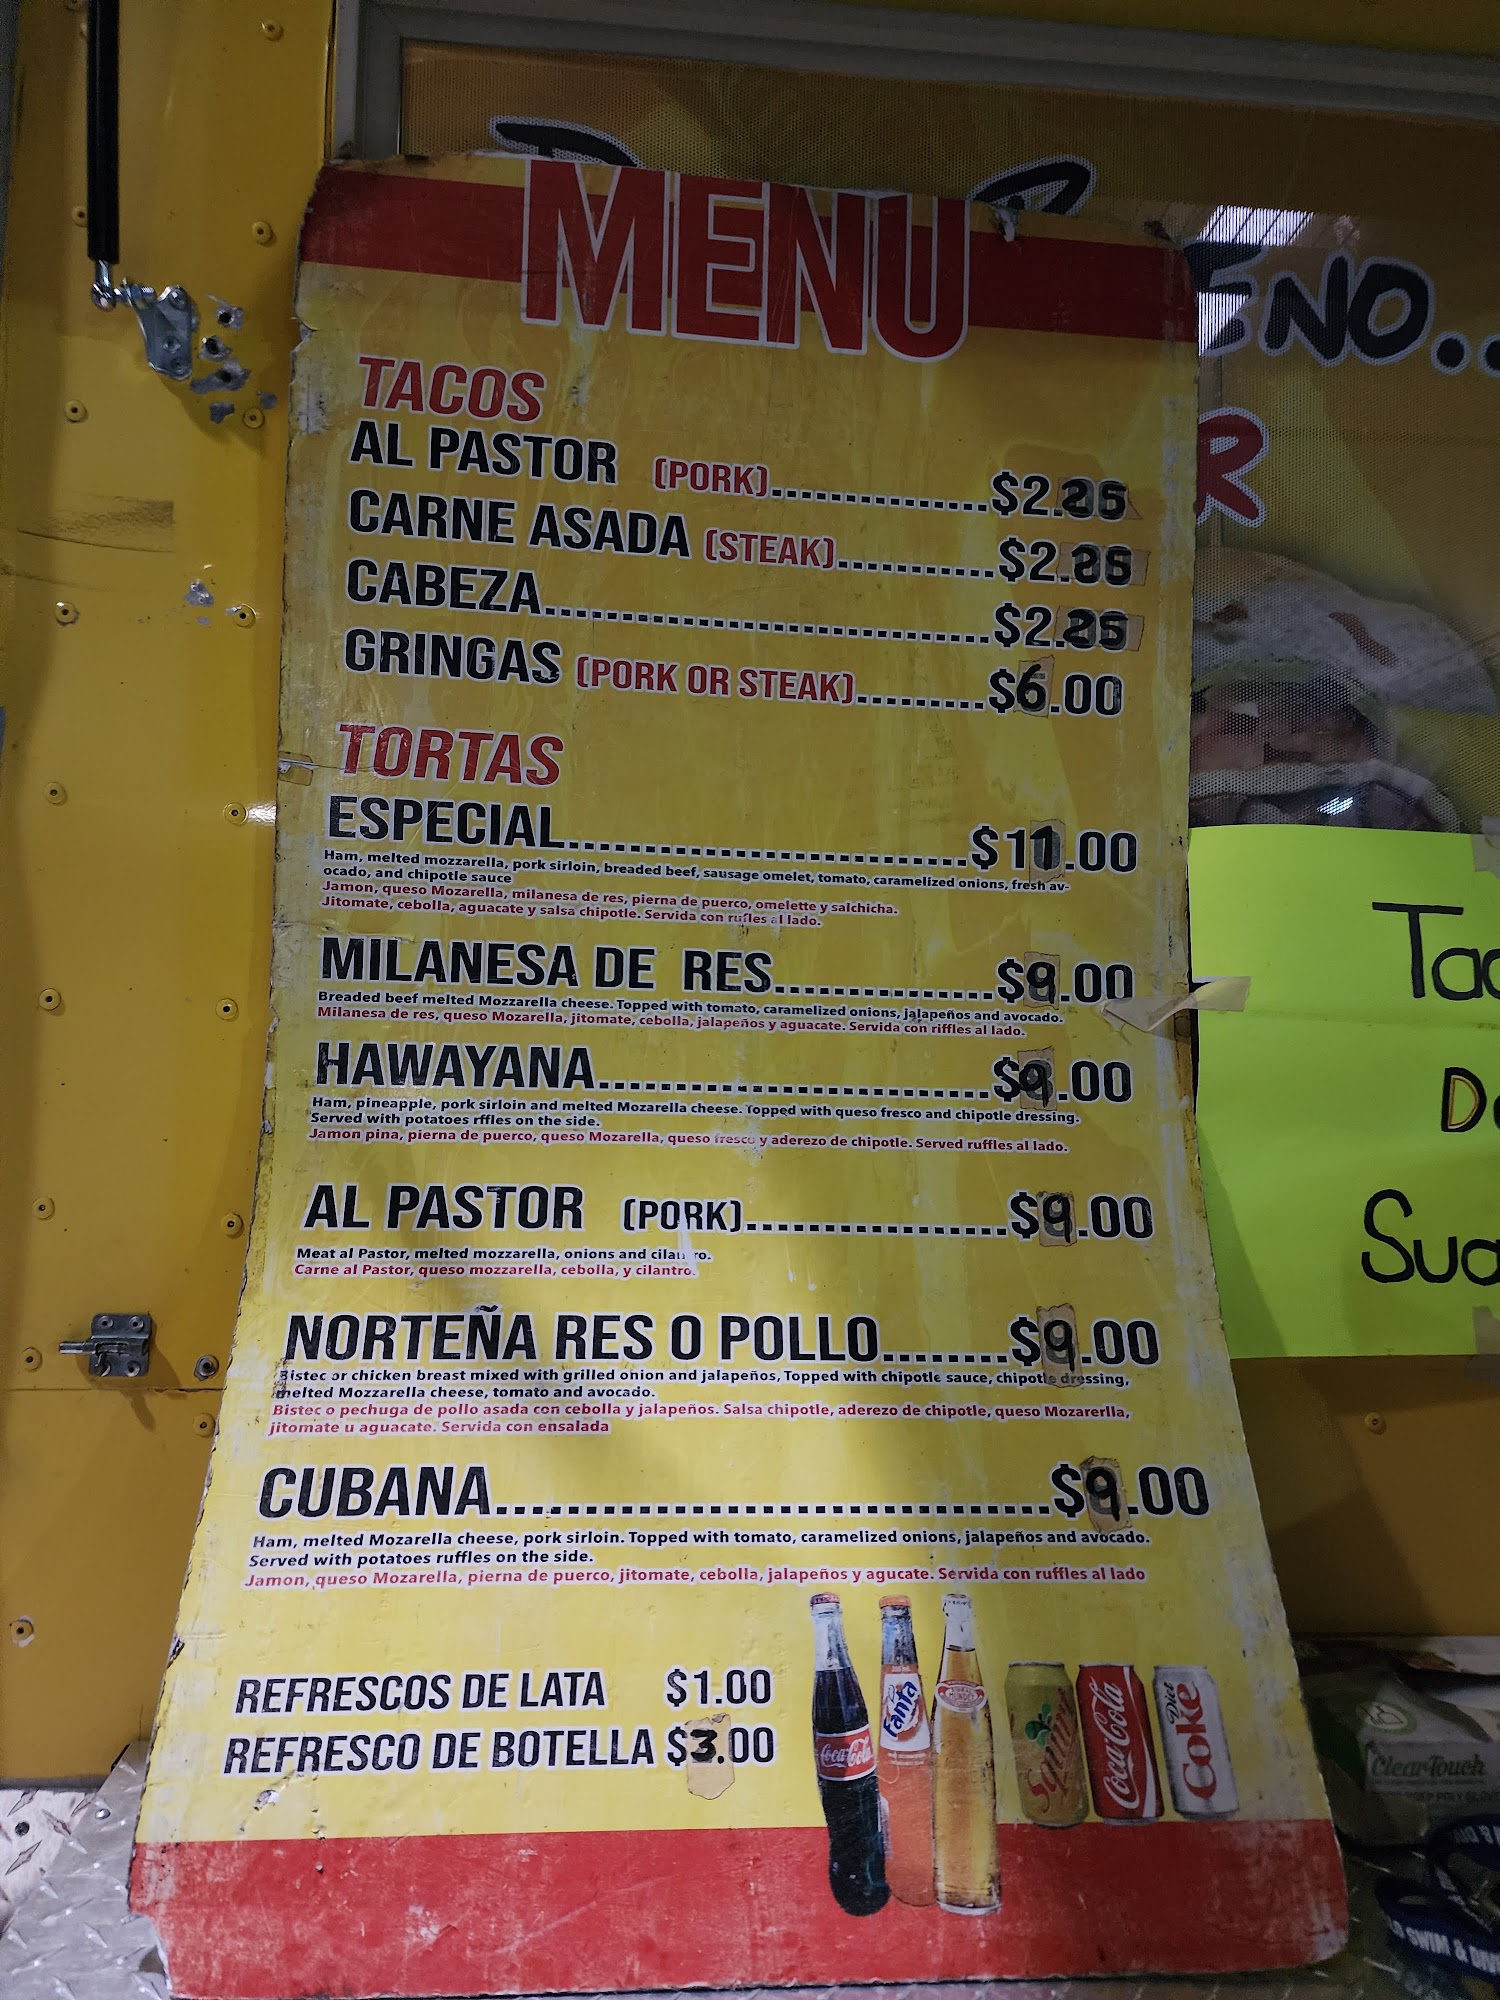 MENU
ENO..
R
TACOS
AL PASTOR (PORK)..............$2.25
CARNE ASADA (STEAK)...........$2.25
CABEZA..............................$2.25
GRINGAS (PORK OR STEAK).........$6.00
TORTAS
ESPECIAL...........................$11.00
Ham, melted mozzarella, pork sirloin, breaded beef, sausage omelet, tomato, caramelized onions, fresh av-
ocado, and chipotle sauce
Jamon, queso Mozarella, milanesa de res, pierna de puerco, omelette y salchicha.
Jitomate, cebolla, aguacate y salsa chipotle. Servida con rufles al lado.
MILANESA DE RES...............$9.00
Breaded beef melted Mozzarella cheese. Topped with tomato, caramelized onions, jalapeños and avocado.
Milanesa de res, queso Mozarella, jitomate, cebolla, jalapeños y aguacate. Servida con riffles al lado.
HAWAYANA...........................$9.00
Ham, pineapple, pork sirloin and melted Mozarella cheese. Topped with queso fresco and chipotle dressing.
Served with potatoes rffles on the side.
Jamon pina, pierna de puerco, queso Mozarella, queso fresco y aderezo de chipotle. Served ruffles al lado.
AL PASTOR (PORK)..................$9.00
Meat al Pastor, melted mozzarella, onions and cilantro.
Carne al Pastor, queso mozzarella, cebolla, y cilantro.
NORTEÑA RES O POLLO........$9.00
Bistec or chicken breast mixed with grilled onion and jalapeños, Topped with chipotle sauce, chipotle dressing,
melted Mozzarella cheese, tomato and avocado.
Bistec o pechuga de pollo asada con cebolla y jalapeños. Salsa chipotle, aderezo de chipotle, queso Mozarerlla,
jitomate u aguacate. Servida con ensalada
CUBANA..................................$9.00
Ham, melted Mozarella cheese, pork sirloin. Topped with tomato, caramelized onions, jalapeños and avocado.
Served with potatoes ruffles on the side.
Jamon, queso Mozarella, pierna de puerco, jitomate, cebolla, jalapeños y agucate. Servida con ruffles al lado
REFRESCOS DE LATA $1.00
REFRESCO DE BOTELLA $3.00
Coca-Cola
Fanta
Squirt
Coca-Cola
Diet
Coke
Tac
De
Sua
ClearTouch
SWIM & DIV